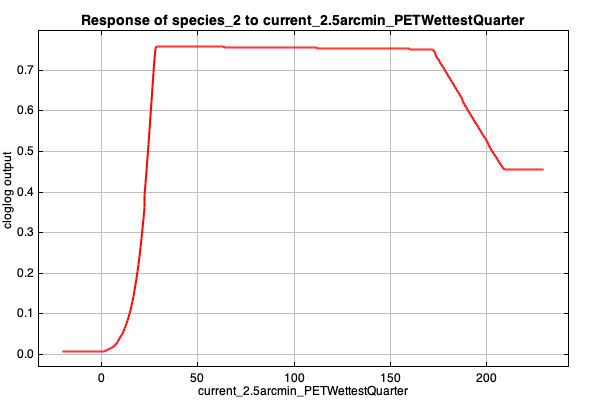 Response of species_2 to current_2.5arcmin_PETWettestQuarter
cloglog output
0.7
0.6
0.5
0.4
0.3
0.2
0.1
0.0
0 50 100 150 200
current_2.5arcmin_PETWettestQuarter